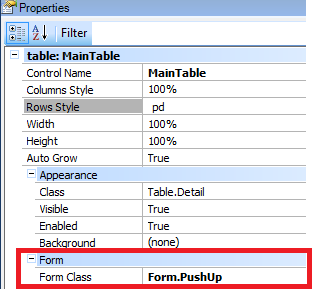 Properties
Filter
table: MainTable
Control Name MainTable
Columns Style 100%
Rows Style pd
Width 100%
Height 100%
Auto Grow True
Appearance
Class Table.Detail
Visible True
Enabled True
Background (none)
Form
Form Class Form.PushUp